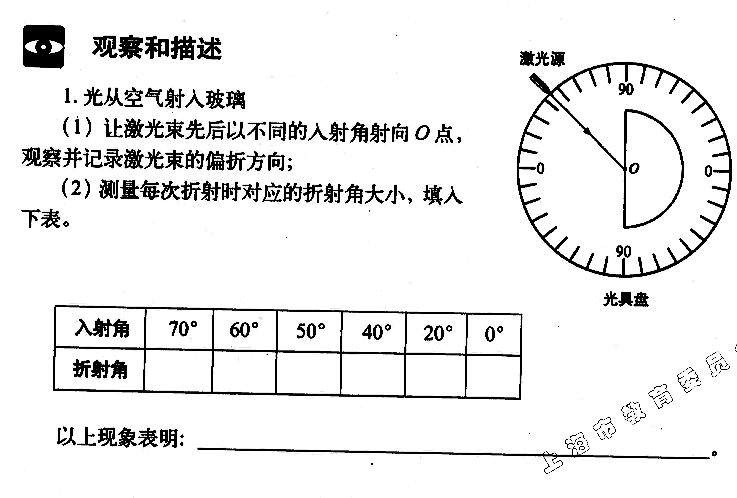 观察和描述
激光源
1. 光从空气射入玻璃
(1) 让激光束先后以不同的入射角射向 O 点，
观察并记录激光束的偏折方向；
(2) 测量每次折射时对应的折射角大小，填入
下表。
90
0 O 0
90
光具盘
入射角 70° 60° 50° 40° 20° 0°
折射角
以上现象表明: 。
上海市教育委员